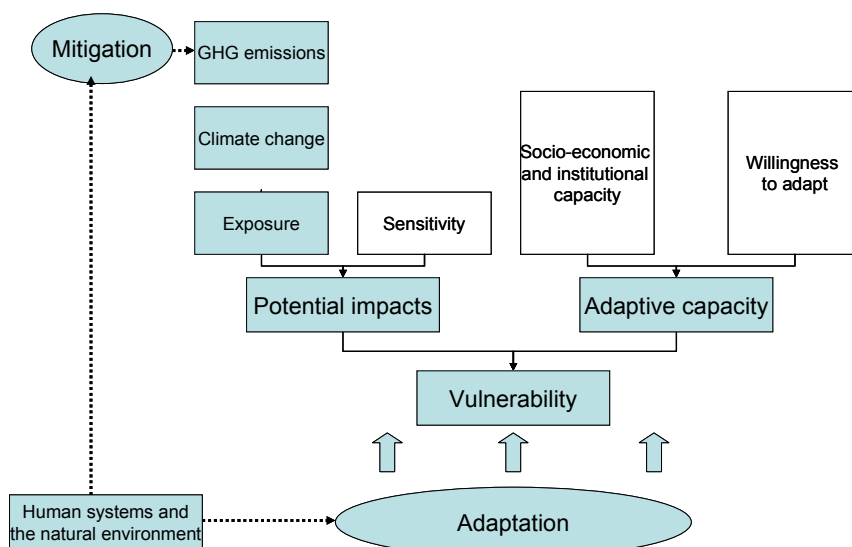 Mitigation
GHG emissions
Climate change
Socio-economic
and institutional
capacity
Willingness
to adapt
Exposure
Sensitivity
Potential impacts
Adaptive capacity
Vulnerability
Human systems and
the natural environment
Adaptation